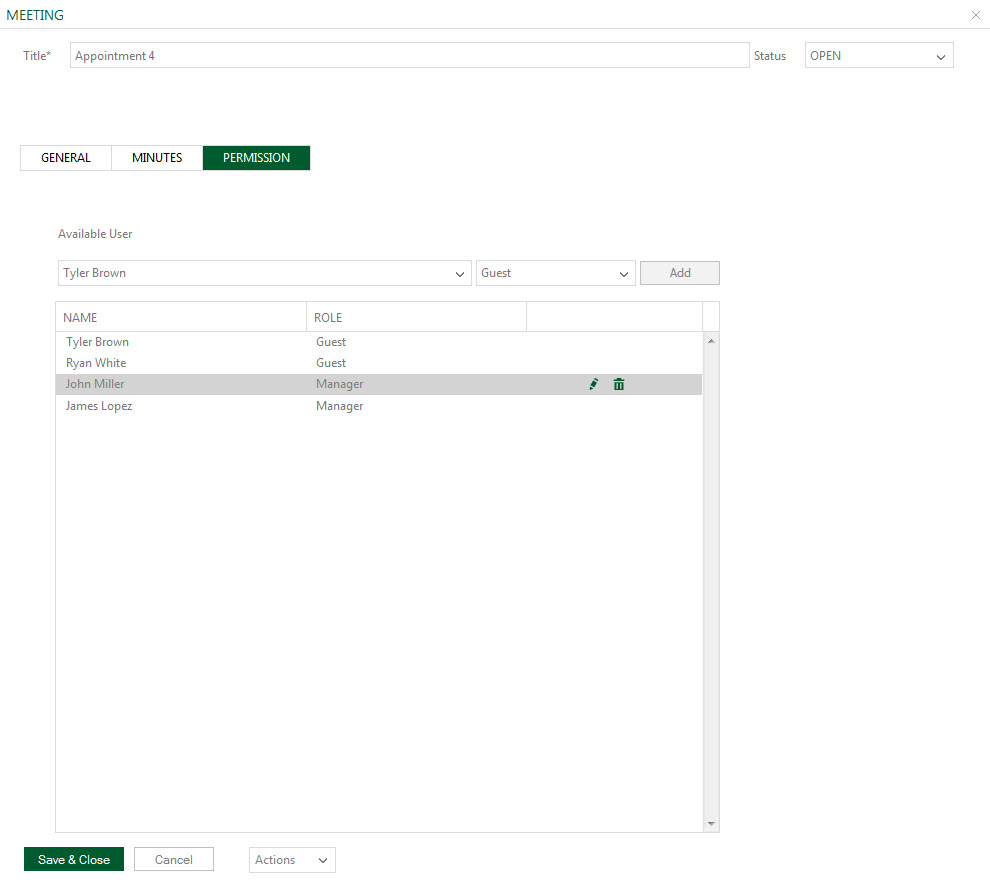 MEETING
Title* Appointment 4 Status OPEN
GENERAL MINUTES PERMISSION
Available User
Tyler Brown Guest Add
NAME ROLE
Tyler Brown Guest
Ryan White Guest
John Miller Manager
James Lopez Manager
Save & Close Cancel Actions